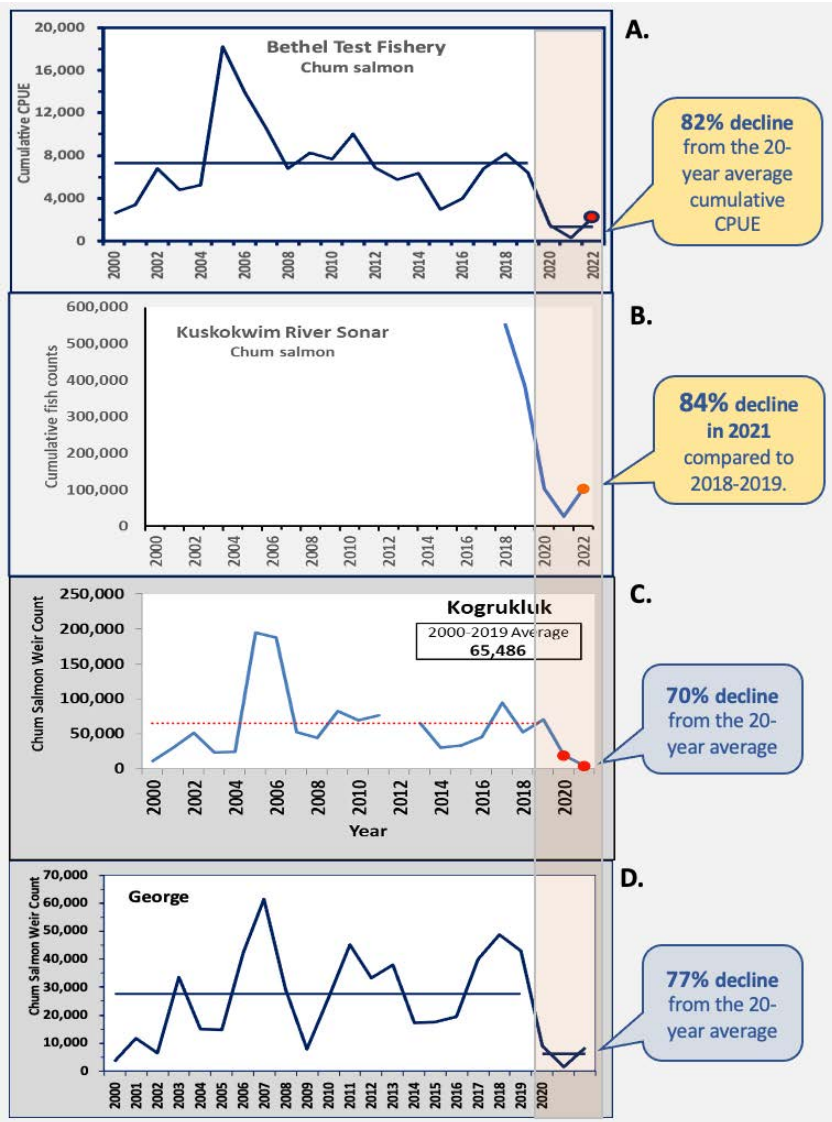 A.
Bethel Test Fishery
Chum salmon
Cumulative CPUE
20,000
16,000
12,000
8,000
4,000
0
2000
2002
2004
2006
2008
2010
2012
2014
2016
2018
2020
2022
82% decline
from the 20-
year average
cumulative
CPUE
B.
Kuskokwim River Sonar
Chum salmon
Cumulative fish counts
600,000
500,000
400,000
300,000
200,000
100,000
0
2000
2002
2004
2006
2008
2010
2012
2014
2016
2018
2020
2022
84% decline
in 2021
compared to
2018-2019.
C.
Kogrukluk
2000-2019 Average
65,486
Chum Salmon Weir Count
250,000
200,000
150,000
100,000
50,000
0
2000
2002
2004
2006
2008
2010
2012
2014
2016
2018
2020
Year
70% decline
from the 20-
year average
D.
George
Chum Salmon Weir Count
70,000
60,000
50,000
40,000
30,000
20,000
10,000
0
2000
2001
2002
2003
2004
2005
2006
2007
2008
2009
2010
2011
2012
2013
2014
2015
2016
2017
2018
2019
2020
77% decline
from the 20-
year average